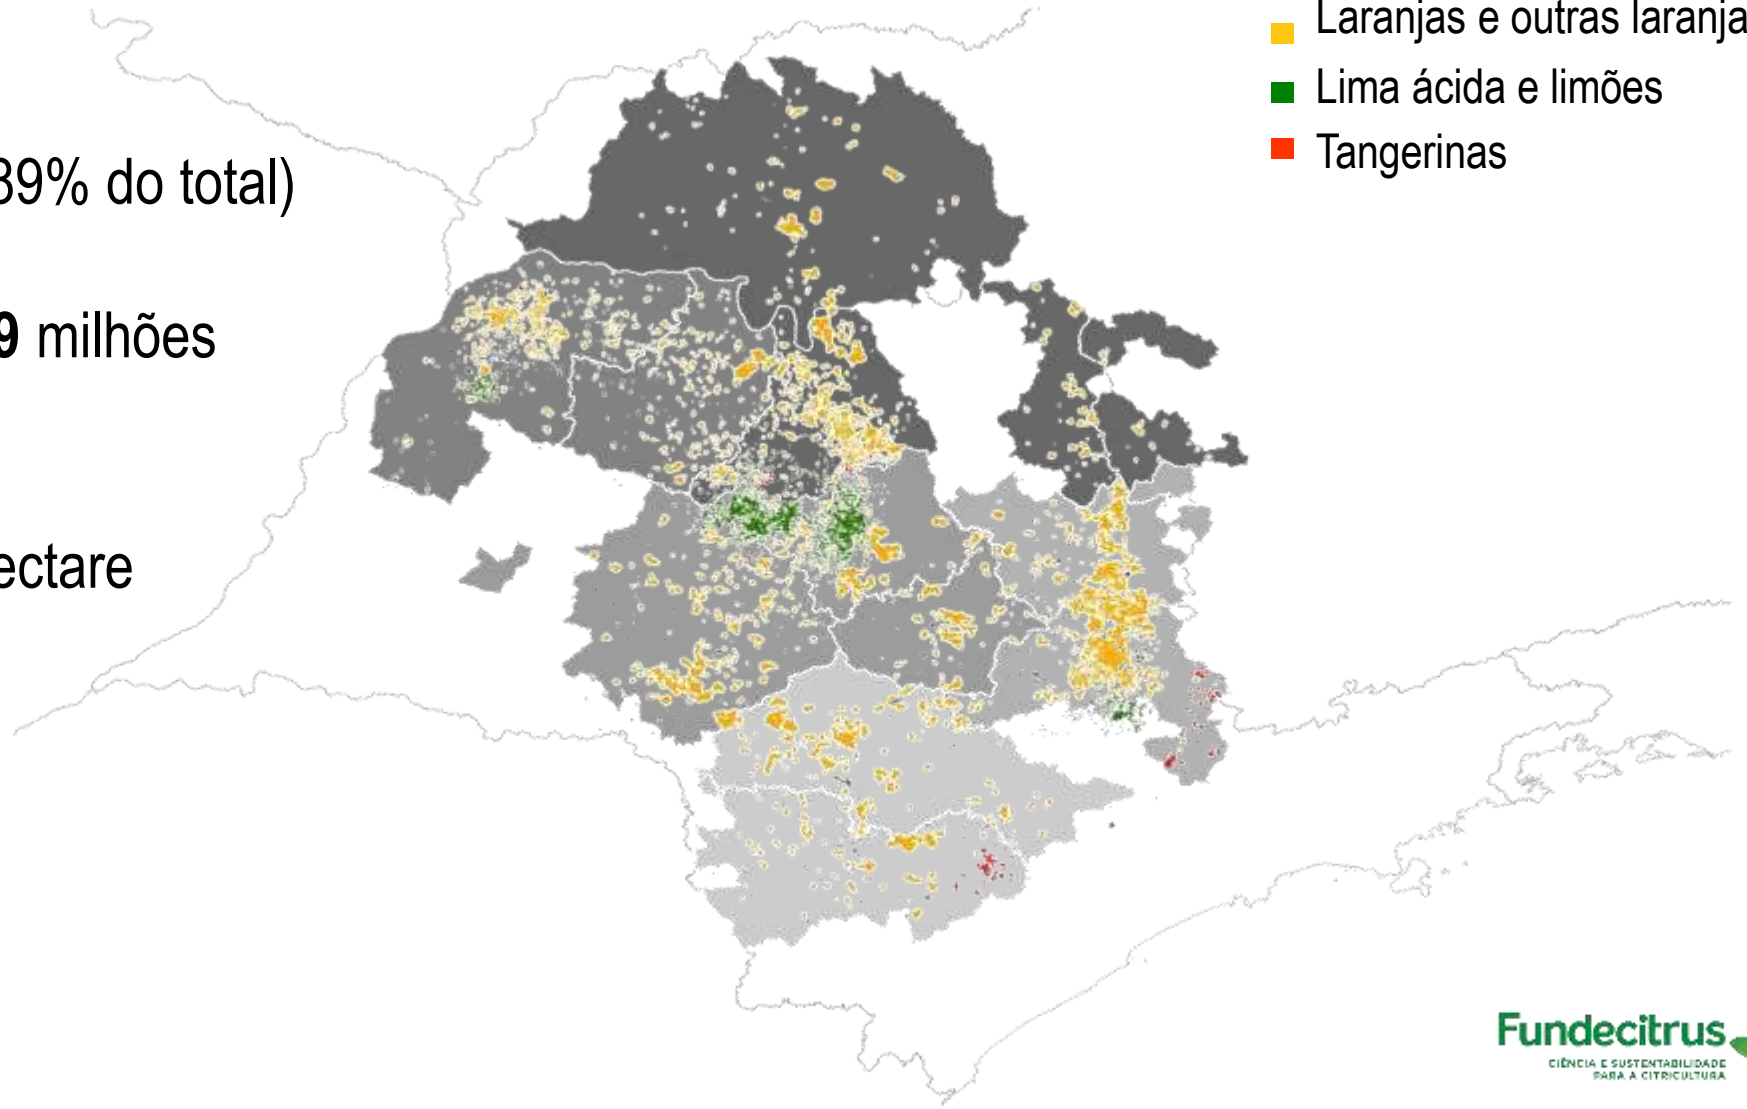 Laranjas e outras laranja
Lima ácida e limões
Tangerinas
39% do total)
9 milhões
ectare
Fundecitrus
CIÊNCIA E SUSTENTABILIDADE
PARA A CITRICULTURA